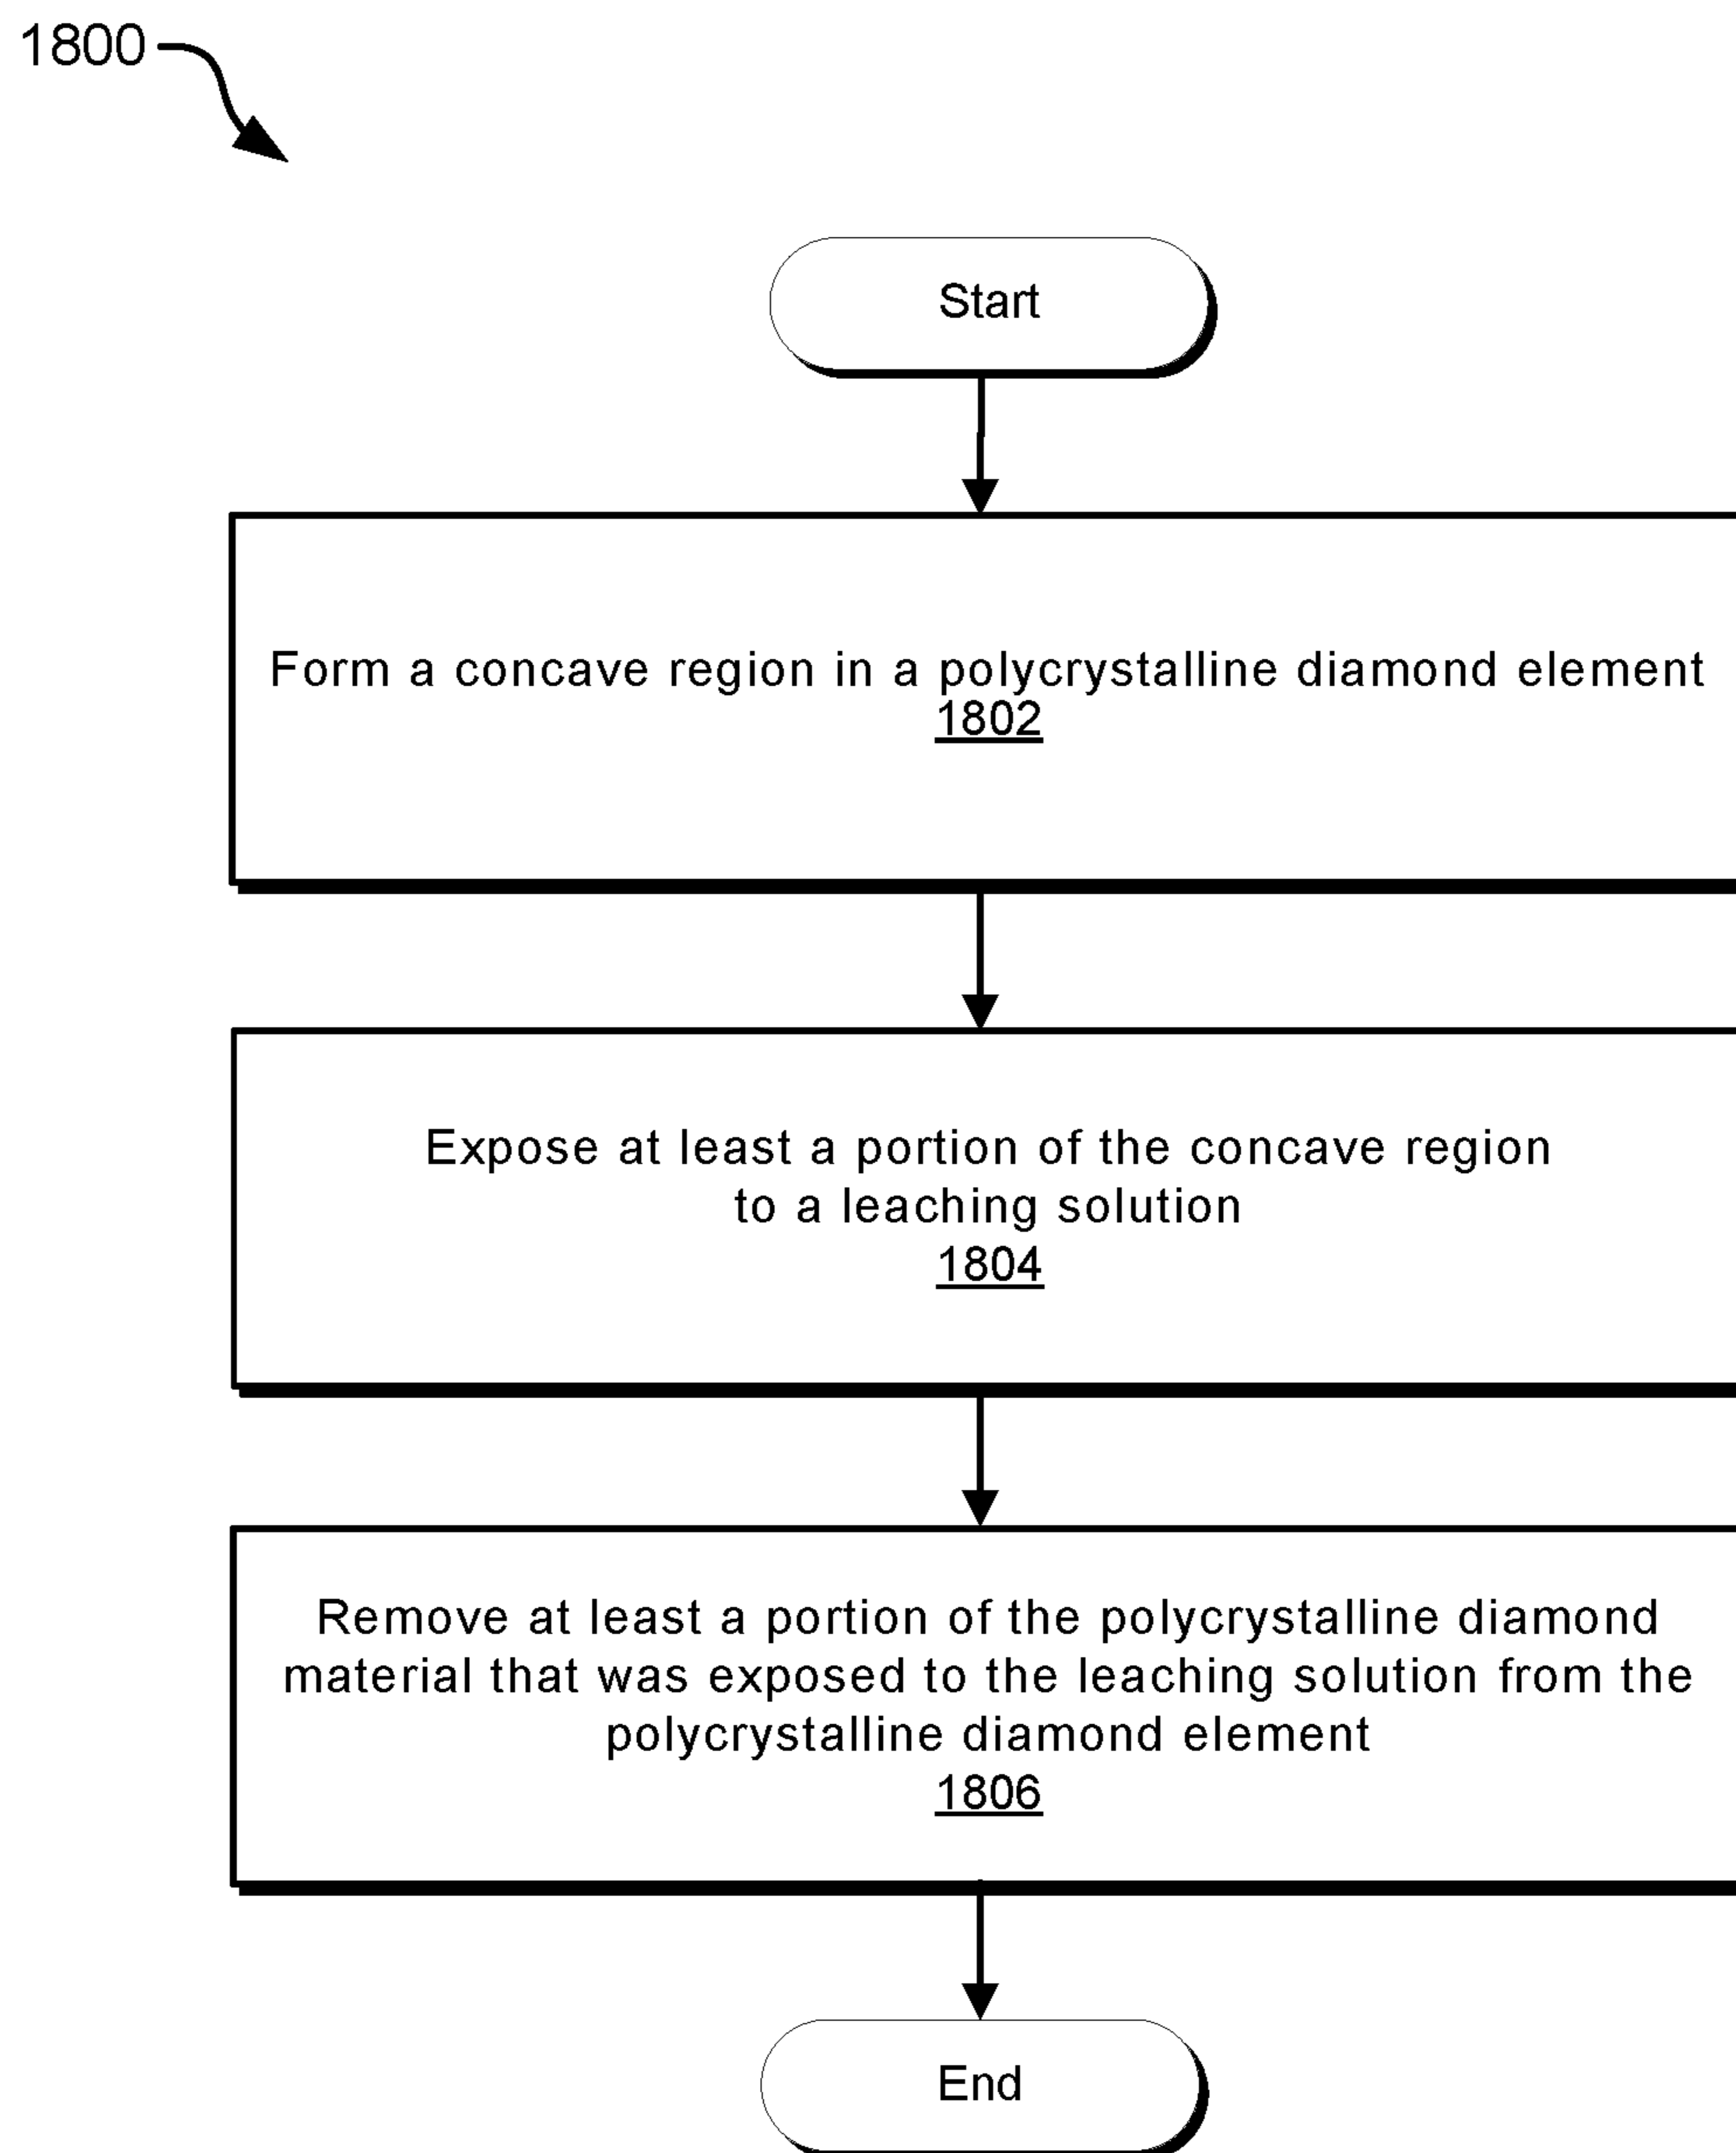 1800
Start
Form a concave region in a polycrystalline diamond element
1802
Expose at least a portion of the concave region
to a leaching solution
1804
Remove at least a portion of the polycrystalline diamond
material that was exposed to the leaching solution from the
polycrystalline diamond element
1806
End